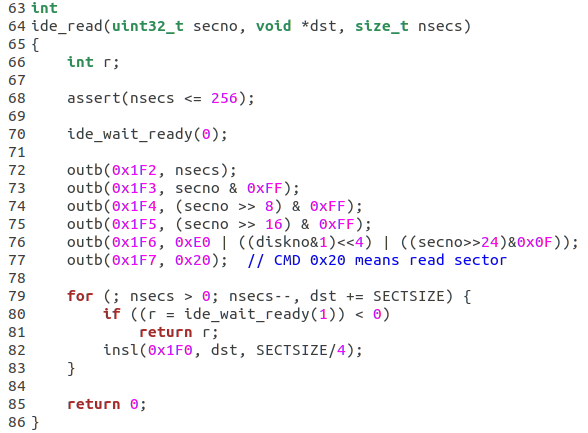 63 int
64 ide_read(uint32_t secno, void *dst, size_t nsecs)
65 {
66     int r;
67
68     assert(nsecs <= 256);
69
70     ide_wait_ready(0);
71
72     outb(0x1F2, nsecs);
73     outb(0x1F3, secno & 0xFF);
74     outb(0x1F4, (secno >> 8) & 0xFF);
75     outb(0x1F5, (secno >> 16) & 0xFF);
76     outb(0x1F6, 0xE0 | ((diskno&1)<<4) | ((secno>>24)&0x0F));
77     outb(0x1F7, 0x20);  // CMD 0x20 means read sector
78
79     for (; nsecs > 0; nsecs--, dst += SECTSIZE) {
80         if ((r = ide_wait_ready(1)) < 0)
81             return r;
82         insl(0x1F0, dst, SECTSIZE/4);
83     }
84
85     return 0;
86 }